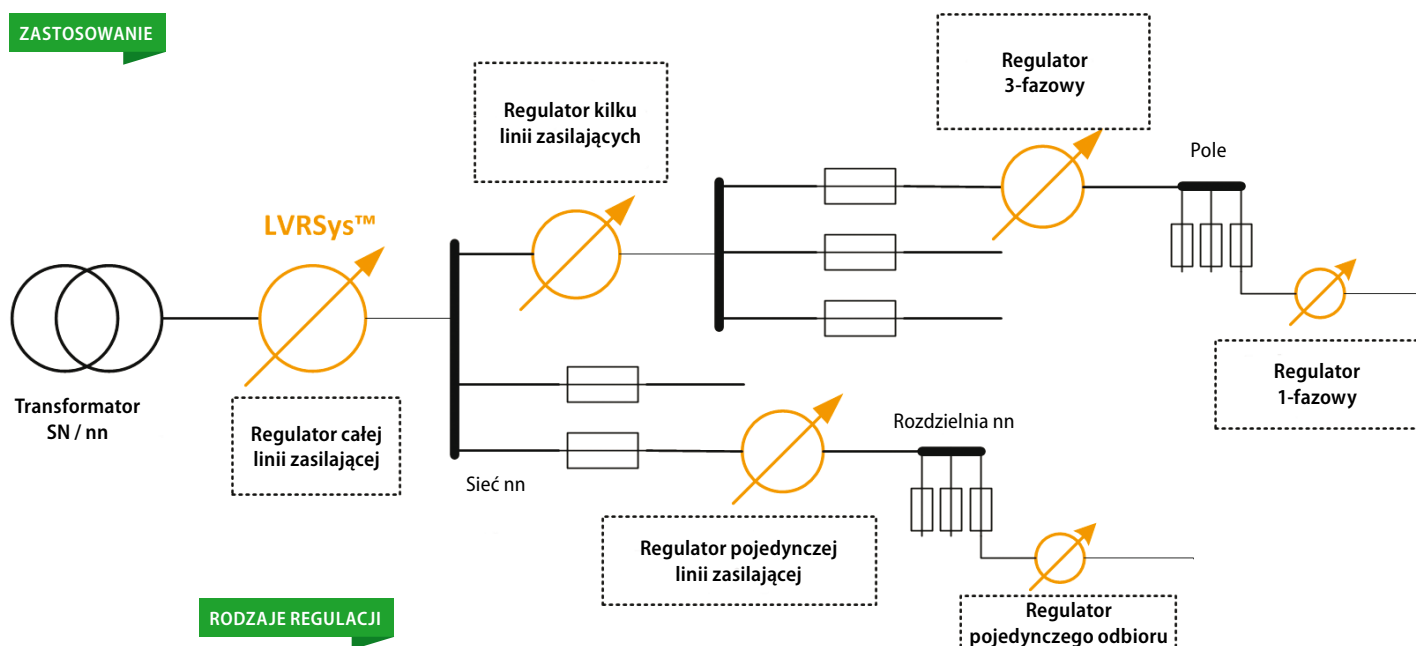 ZASTOSOWANIE
Regulator
3-fazowy
Regulator kilku
linii zasilających
Pole
LVRSys™
Regulator
1-fazowy
Transformator
SN / nn
Regulator całej
linii zasilającej
Rozdzielnia nn
Sieć nn
Regulator pojedynczej
linii zasilającej
RODZAJE REGULACJI
Regulator
pojedynczego odbioru